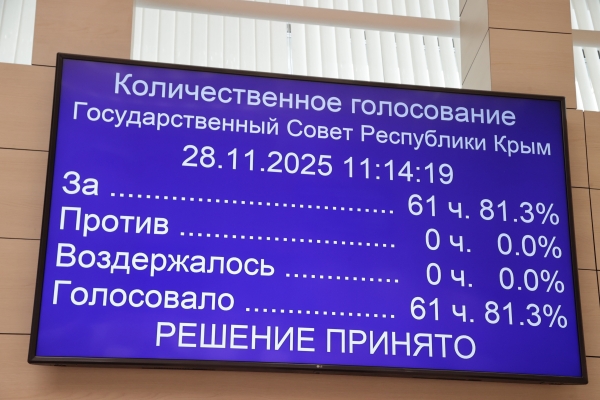 Количественное голосование
Государственный Совет Республики Крым
28.11.2025 11:14:19
За ................................ 61 ч. 81.3%
Против ........................ 0 ч. 0.0%
Воздержалось ............. 0 ч. 0.0%
Голосовало ................. 61 ч. 81.3%
РЕШЕНИЕ ПРИНЯТО